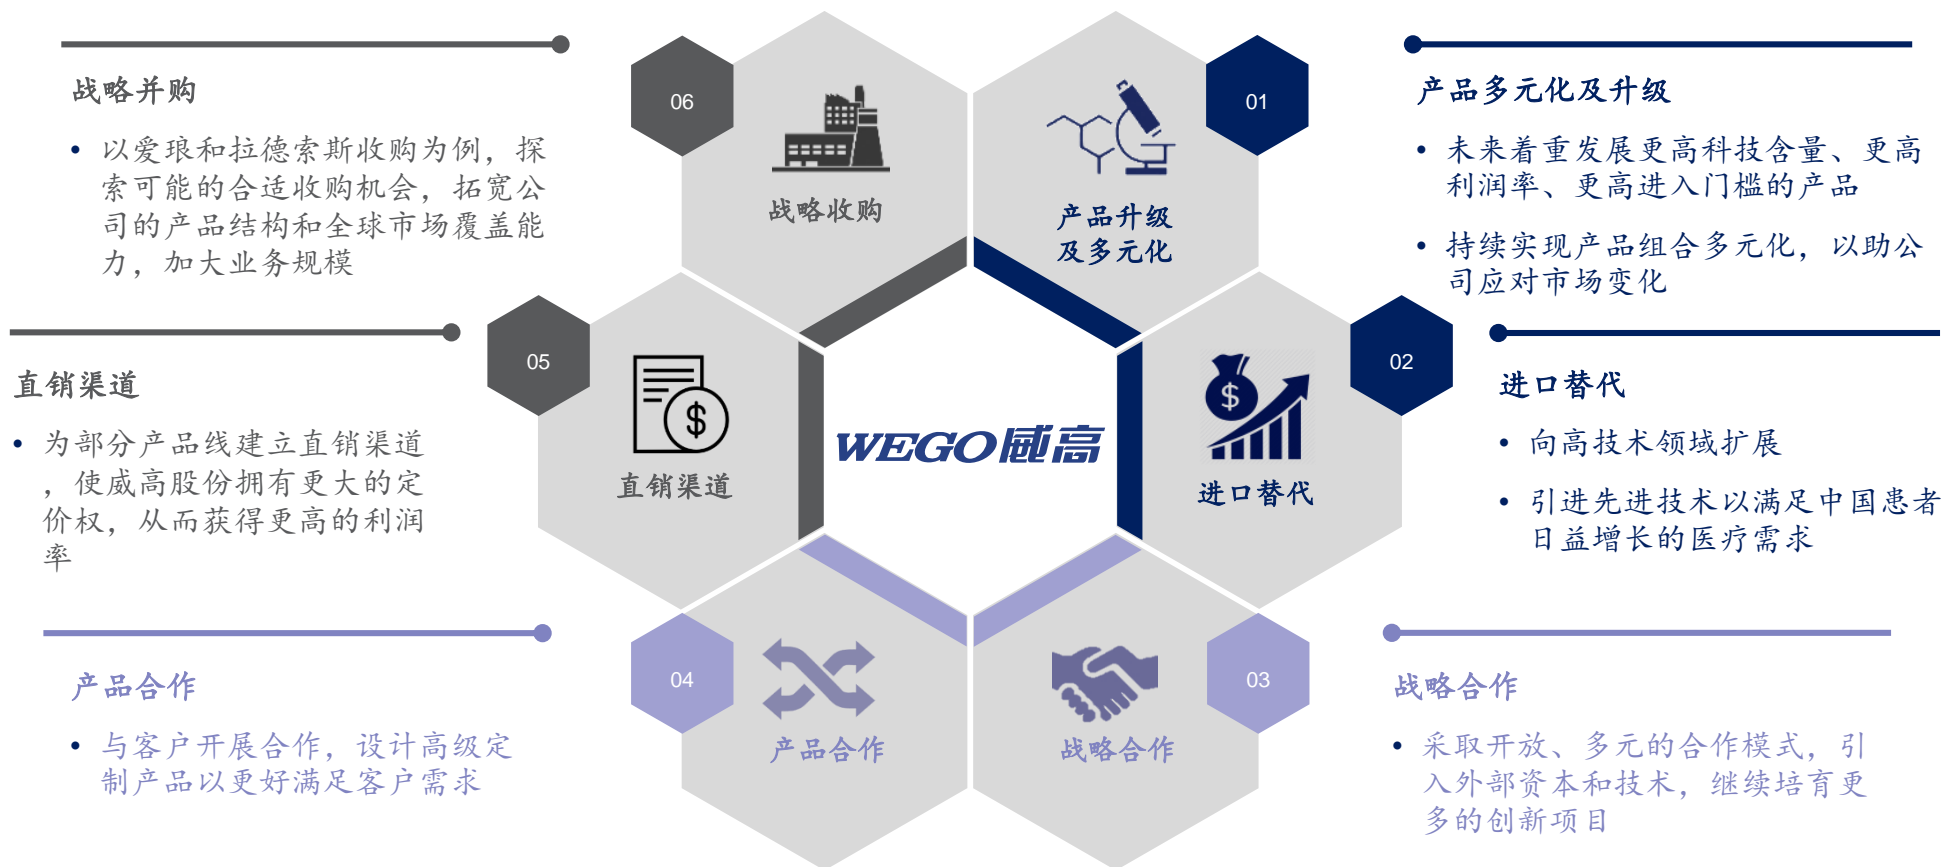 战略并购
• 以爱琅和拉德索斯收购为例，探
索可能的合适收购机会，拓宽公
司的产品结构和全球市场覆盖能
力，加大业务规模
06
战略收购
产品升级
及多元化
01
产品多元化及升级
• 未来着重发展更高科技含量、更高
利润率、更高进入门槛的产品
• 持续实现产品组合多元化，以助公
司应对市场变化
直销渠道
• 为部分产品线建立直销渠道
，使威高股份拥有更大的定
价权，从而获得更高的利润
率
05
直销渠道
WEGO威高
进口替代
02
进口替代
• 向高技术领域扩展
• 引进先进技术以满足中国患者
日益增长的医疗需求
产品合作
• 与客户开展合作，设计高级定
制产品以更好满足客户需求
04
产品合作
战略合作
03
战略合作
• 采取开放、多元的合作模式，引
入外部资本和技术，继续培育更
多的创新项目